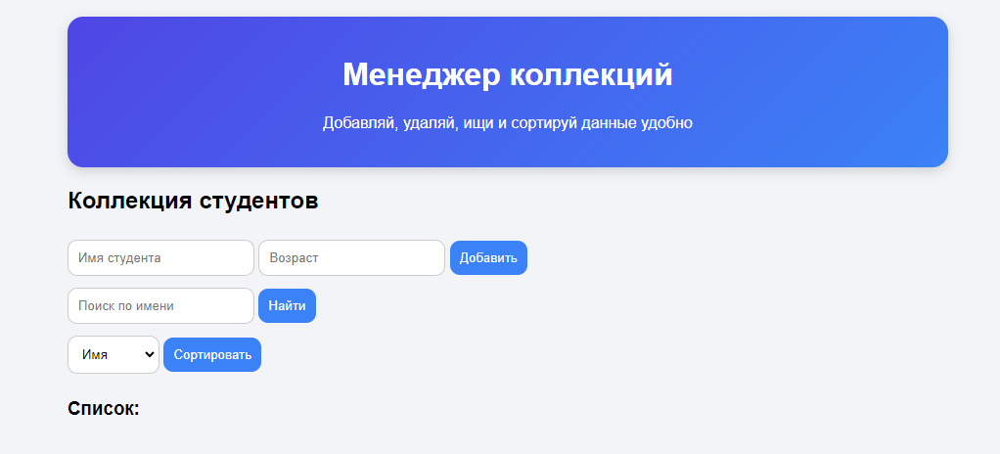 Менеджер коллекций
Добавляй, удаляй, ищи и сортируй данные удобно
Коллекция студентов
Имя студента Возраст Добавить
Поиск по имени Найти
Имя Сортировать
Список: